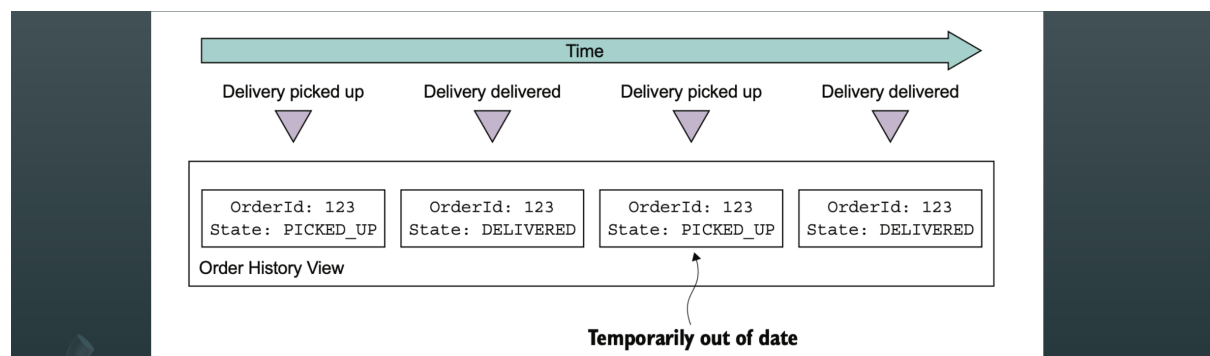 Time
Delivery picked up
Delivery delivered
Delivery picked up
Delivery delivered
OrderId: 123
State: PICKED_UP
OrderId: 123
State: DELIVERED
OrderId: 123
State: PICKED_UP
OrderId: 123
State: DELIVERED
Order History View
Temporarily out of date